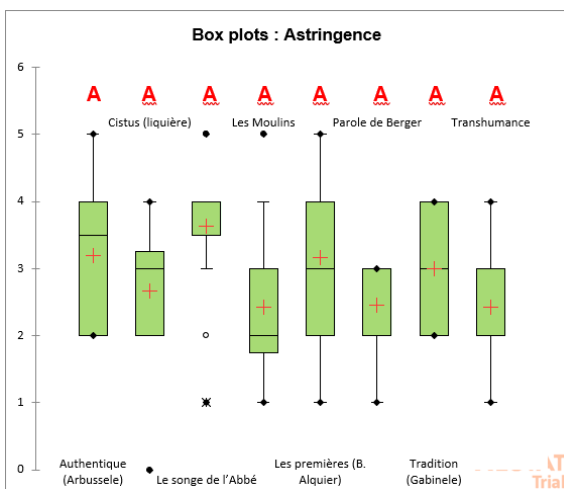 Box plots : Astringence
6
A A A A A A A A
Cistus (liquière) Les Moulins Parole de Berger Transhumance
5
4
3
2
1
0
Authentique (Arbussele)
Le songe de l'Abbé
Les premières (B. Alquier)
Tradition (Gabinele)
Trial